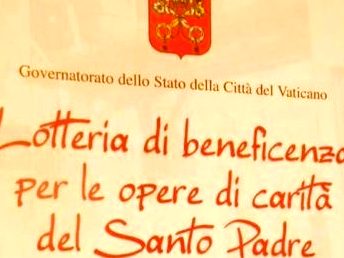 Governatorato dello Stato della Città del Vaticano
Lotteria di beneficenza
per le opere di carità
del Santo Padre